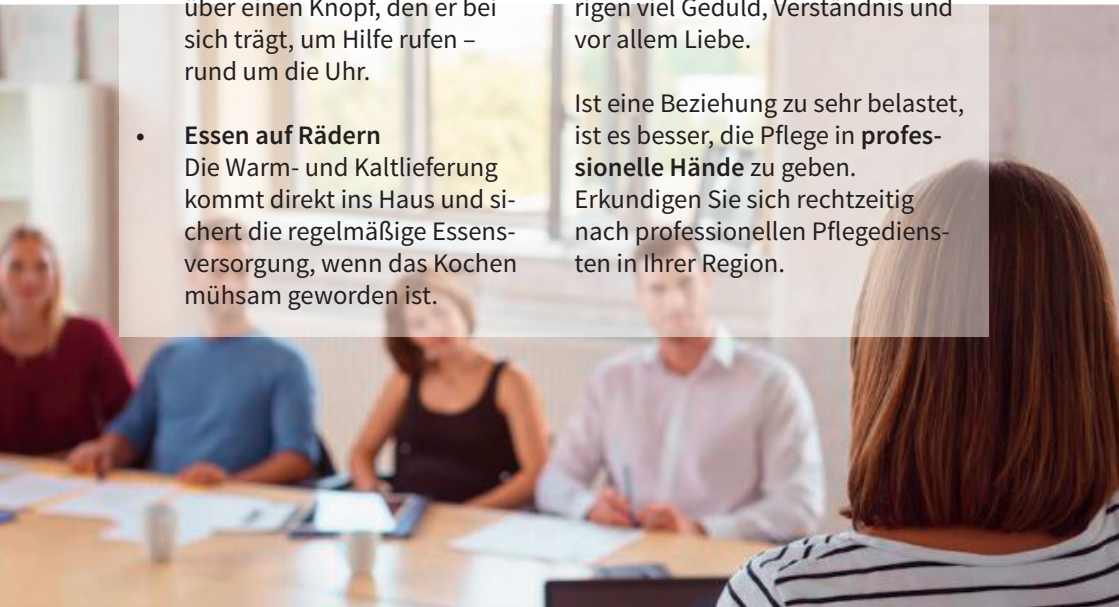 über einen Knopf, den er bei
sich trägt, um Hilfe rufen –
rund um die Uhr.
• Essen auf Rädern
Die Warm- und Kaltlieferung
kommt direkt ins Haus und si-
chert die regelmäßige Essens-
versorgung, wenn das Kochen
mühsam geworden ist.
rigen viel Geduld, Verständnis und
vor allem Liebe.
Ist eine Beziehung zu sehr belastet,
ist es besser, die Pflege in profes-
sionelle Hände zu geben.
Erkundigen Sie sich rechtzeitig
nach professionellen Pflegediens-
ten in Ihrer Region.